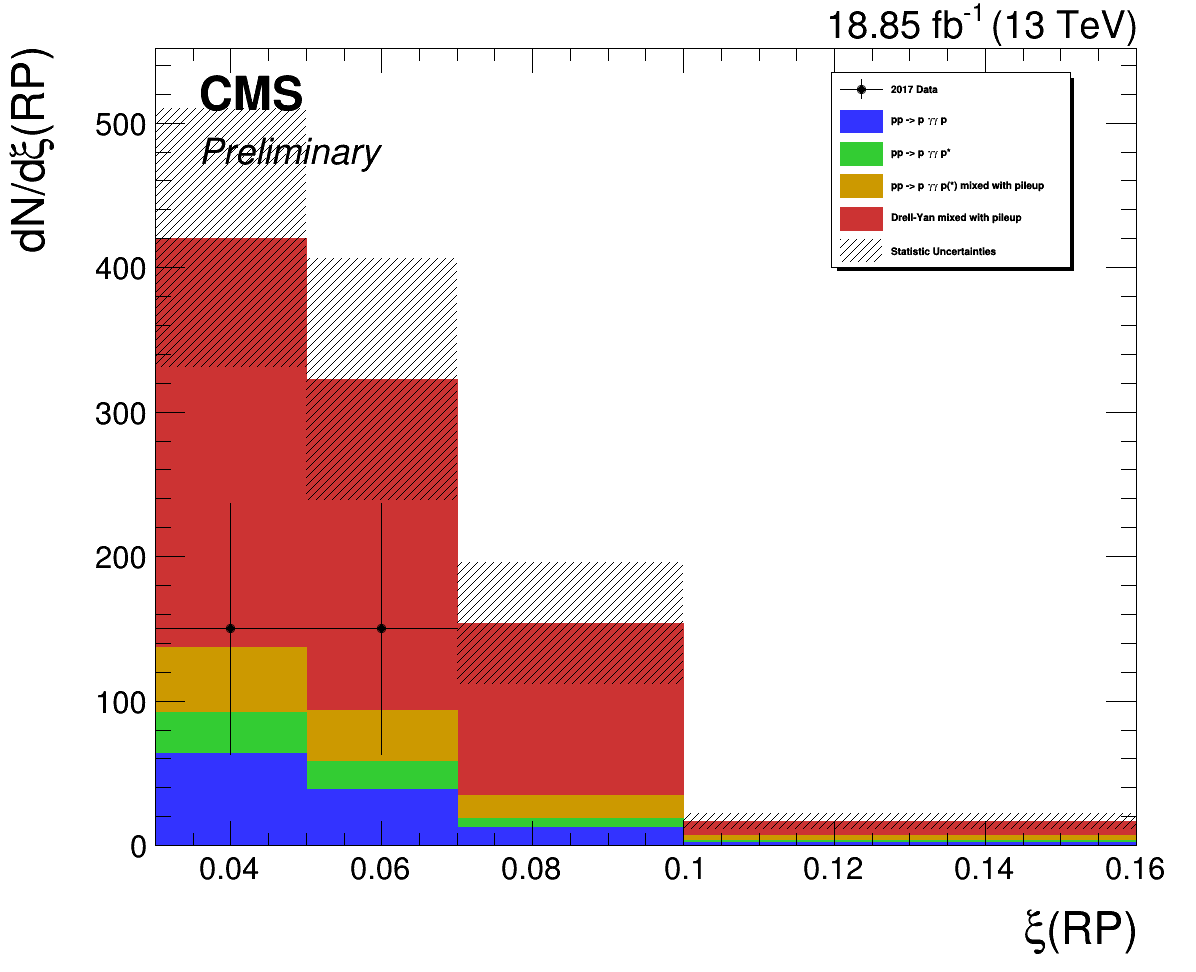 18.85 fb⁻¹ (13 TeV)
dN/dξ(RP)
CMS
Preliminary
2017 Data
pp -> p γγ p
pp -> p γγ p*
pp -> p γγ p(*) mixed with pileup
Drell-Yan mixed with pileup
Statistic Uncertainties
500
400
300
200
100
0
0.04 0.06 0.08 0.1 0.12 0.14 0.16
ξ(RP)